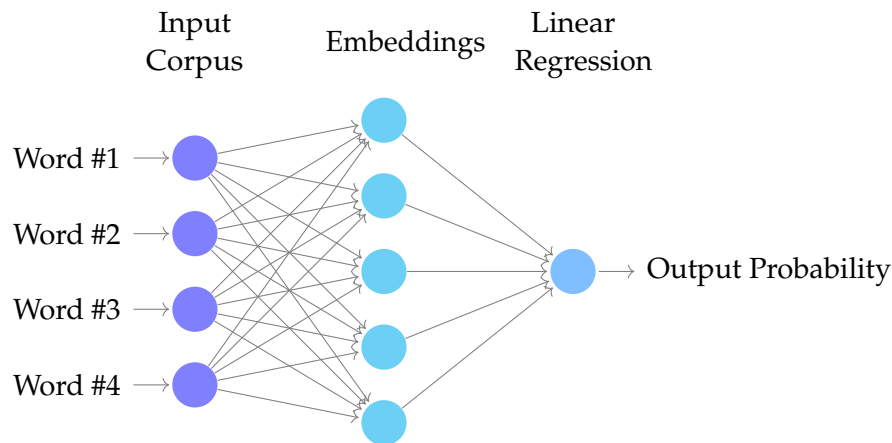 Input
Corpus
Embeddings
Linear
Regression
Word #1
Word #2
Word #3
Word #4
Output Probability